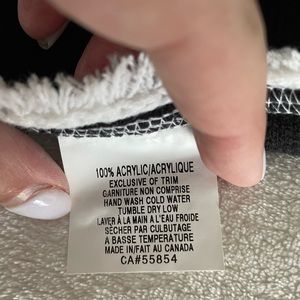 100% ACRYLIC/ACRYLIQUE
EXCLUSIVE OF TRIM
GARNITURE NON COMPRISE
HAND WASH COLD WATER
TUMBLE DRY LOW
LAVER À LA MAIN A L'EAU FROIDE
SÉCHER PAR CULBUTAGE
A BASSE TEMPÉRATURE
MADE IN/FAIT AU CANADA
CA#55854